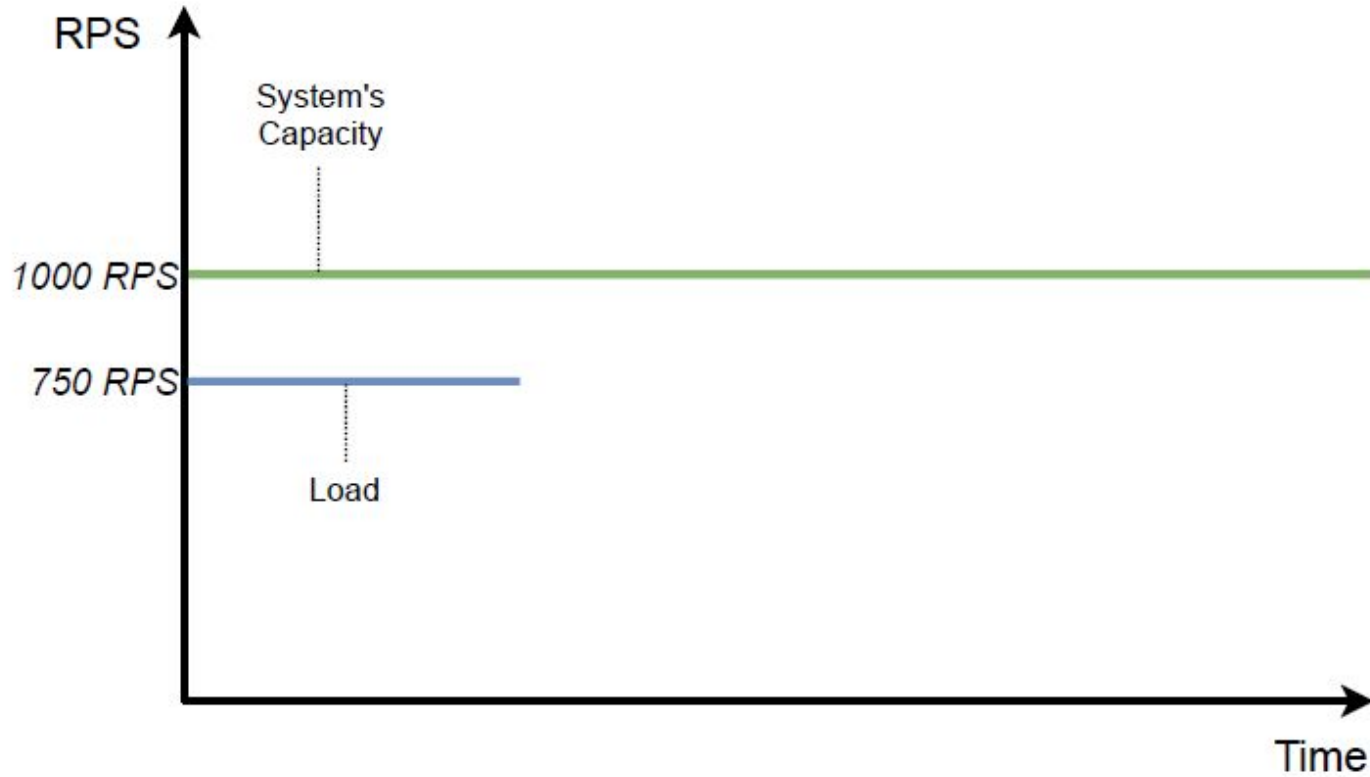 RPS
System's
Capacity
1000 RPS
750 RPS
Load
Time